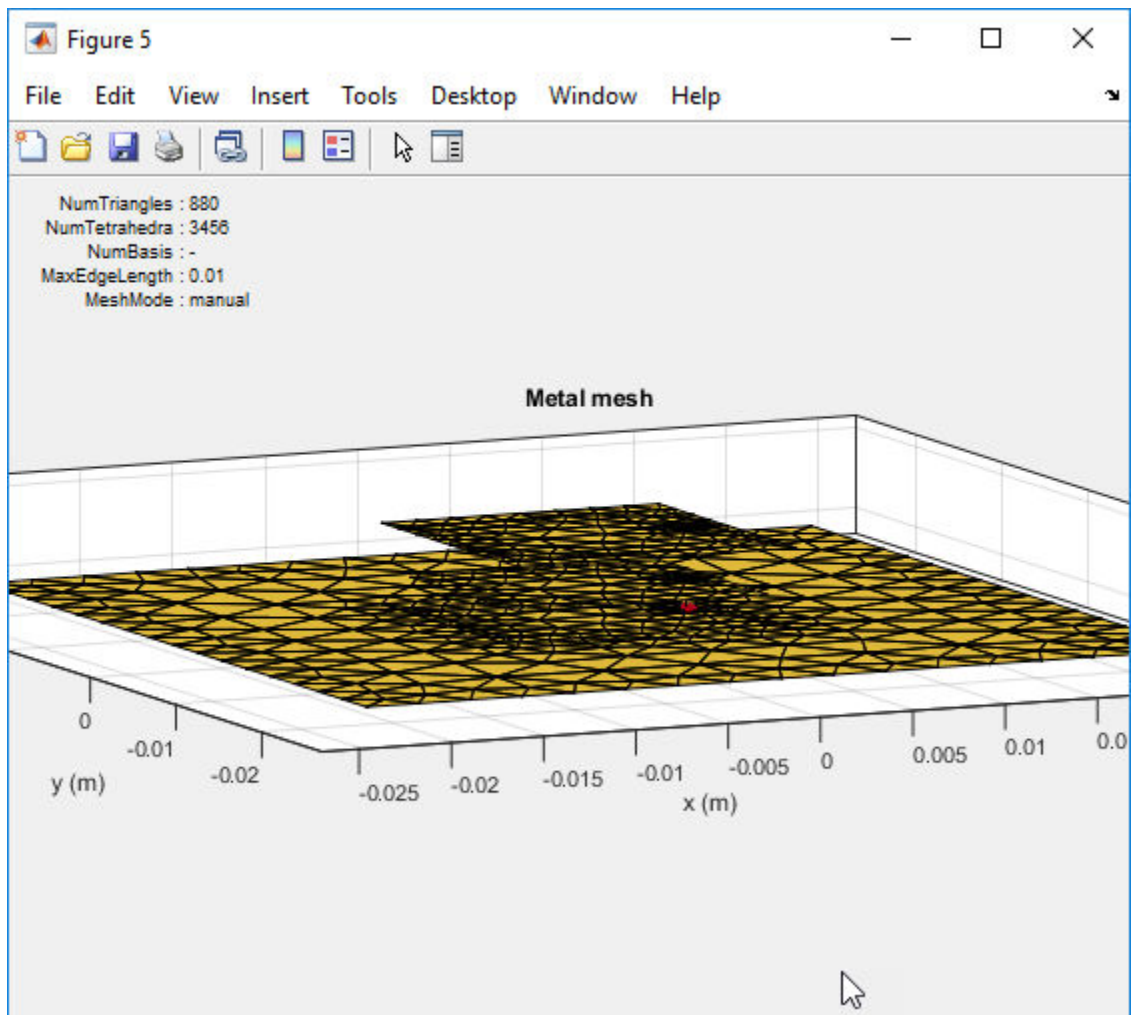 Figure 5
File Edit View Insert Tools Desktop Window Help
NumTriangles : 880
NumTetrahedra : 3456
NumBasis : -
MaxEdgeLength : 0.01
MeshMode : manual
Metal mesh
0
-0.01
-0.02
y (m)
-0.025
-0.02
-0.015
-0.01
-0.005
0
0.005
0.01
0.0
x (m)